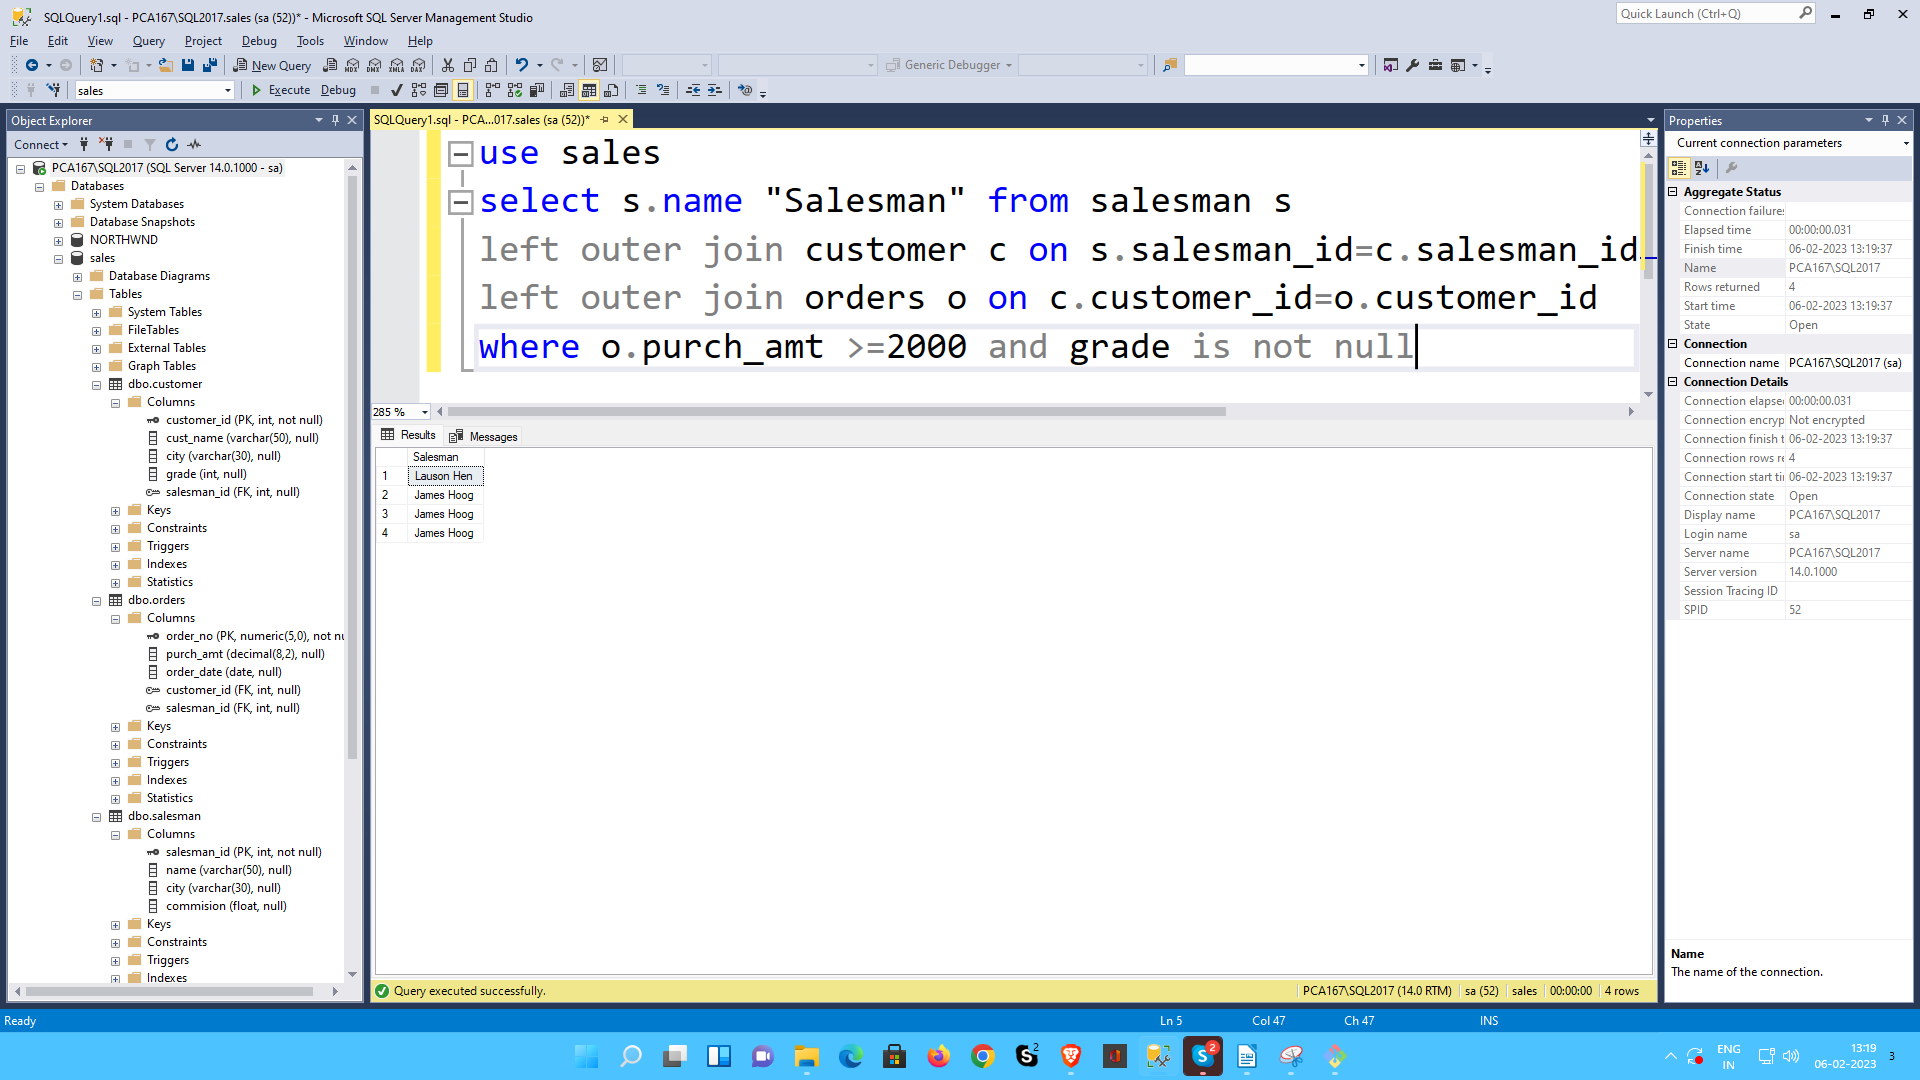 SQLQuery1.sql - PCA167\SQL2017.sales (sa (52))* - Microsoft SQL Server Management Studio
Quick Launch (Ctrl+Q)
File Edit View Query Project Debug Tools Window Help
New Query
MDX DMX XMLA DAX
Generic Debugger
sales
Execute Debug
Object Explorer
Connect
PCA167\SQL2017 (SQL Server 14.0.1000 - sa)
Databases
System Databases
Database Snapshots
NORTHWND
sales
Database Diagrams
Tables
System Tables
FileTables
External Tables
Graph Tables
dbo.customer
Columns
customer_id (PK, int, not null)
cust_name (varchar(50), null)
city (varchar(30), null)
grade (int, null)
salesman_id (FK, int, null)
Keys
Constraints
Triggers
Indexes
Statistics
dbo.orders
Columns
order_no (PK, numeric(5,0), not nu
purch_amt (decimal(8,2), null)
order_date (date, null)
customer_id (FK, int, null)
salesman_id (FK, int, null)
Keys
Constraints
Triggers
Indexes
Statistics
dbo.salesman
Columns
salesman_id (PK, int, not null)
name (varchar(50), null)
city (varchar(30), null)
commision (float, null)
Keys
Constraints
Triggers
Indexes
SQLQuery1.sql - PCA...017.sales (sa (52))*
use sales
select s.name "Salesman" from salesman s
left outer join customer c on s.salesman_id=c.salesman_id
left outer join orders o on c.customer_id=o.customer_id
where o.purch_amt >=2000 and grade is not null
285 %
Results Messages
Salesman
1 Lauson Hen
2 James Hoog
3 James Hoog
4 James Hoog
Query executed successfully.
PCA167\SQL2017 (14.0 RTM) sa (52) sales 00:00:00 4 rows
Properties
Current connection parameters
Aggregate Status
Connection failures
Elapsed time 00:00:00.031
Finish time 06-02-2023 13:19:37
Name PCA167\SQL2017
Rows returned 4
Start time 06-02-2023 13:19:37
State Open
Connection
Connection name PCA167\SQL2017 (sa)
Connection Details
Connection elapse 00:00:00.031
Connection encryp Not encrypted
Connection finish t 06-02-2023 13:19:37
Connection rows re 4
Connection start ti 06-02-2023 13:19:37
Connection state Open
Display name PCA167\SQL2017
Login name sa
Server name PCA167\SQL2017
Server version 14.0.1000
Session Tracing ID
SPID 52
Name
The name of the connection.
Ready
Ln 5 Col 47 Ch 47 INS
2
2
ENG
IN
13:19
06-02-2023
3